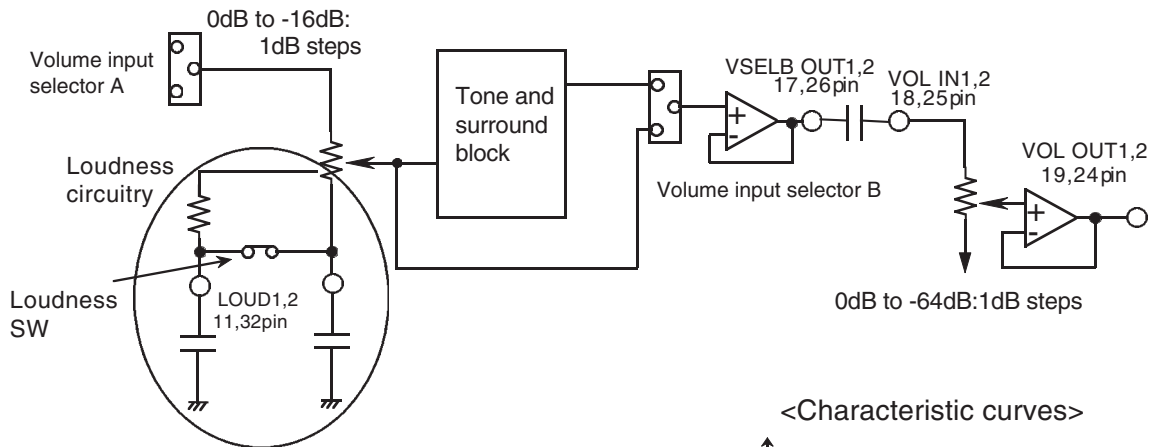 0dB to -16dB:
1dB steps
Volume input
selector A
Tone and
surround
block
VSELB OUT1,2
17,26pin
VOL IN1,2
18,25pin
+
-
Volume input selector B
VOL OUT1,2
19,24pin
+
-
0dB to -64dB:1dB steps
Loudness
circuitry
LOUD1,2
11,32pin
Loudness
SW
<Characteristic curves>